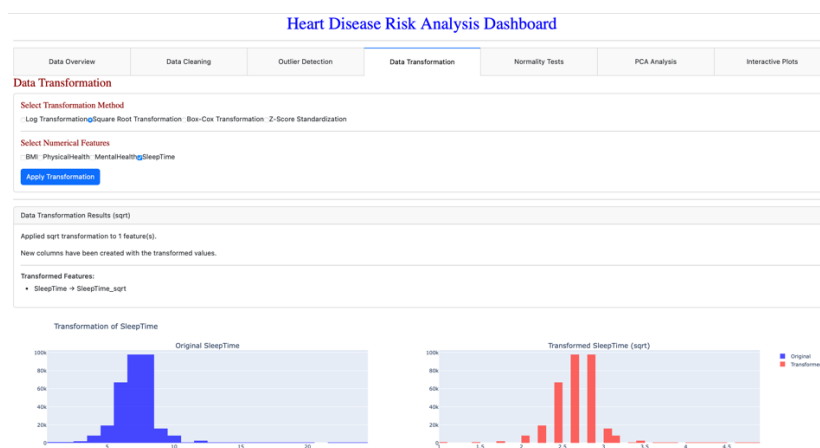 Heart Disease Risk Analysis Dashboard
Data Overview Data Cleaning Outlier Detection Data Transformation Normality Tests PCA Analysis Interactive Plots
Data Transformation
Select Transformation Method
Log Transformation Square Root Transformation Box-Cox Transformation Z-Score Standardization
Select Numerical Features
BMI PhysicalHealth MentalHealth SleepTime
Apply Transformation
Data Transformation Results (sqrt)
Applied sqrt transformation to 1 feature(s).
New columns have been created with the transformed values.
Transformed Features:
• SleepTime → SleepTime_sqrt
Transformation of SleepTime
Original SleepTime Transformed SleepTime (sqrt)
100k 100k Original
80k 80k Transforme
60k 60k
40k 40k
20k 20k
0 5 10 15 20 0 1 1.5 2 2.5 3 3.5 4 4.5